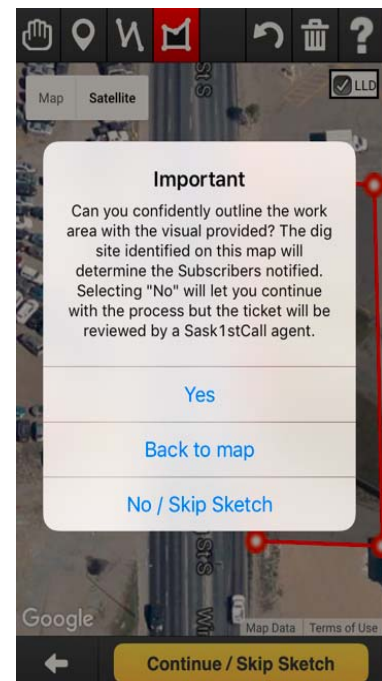 ?
St S
Map Satellite
LLD
Important
Can you confidently outline the work
area with the visual provided? The dig
site identified on this map will
determine the Subscribers notified.
Selecting "No" will let you continue
with the process but the ticket will be
reviewed by a Sask1stCall agent.
Yes
Back to map
No / Skip Sketch
St S
Google
Map Data Terms of Use
Continue / Skip Sketch